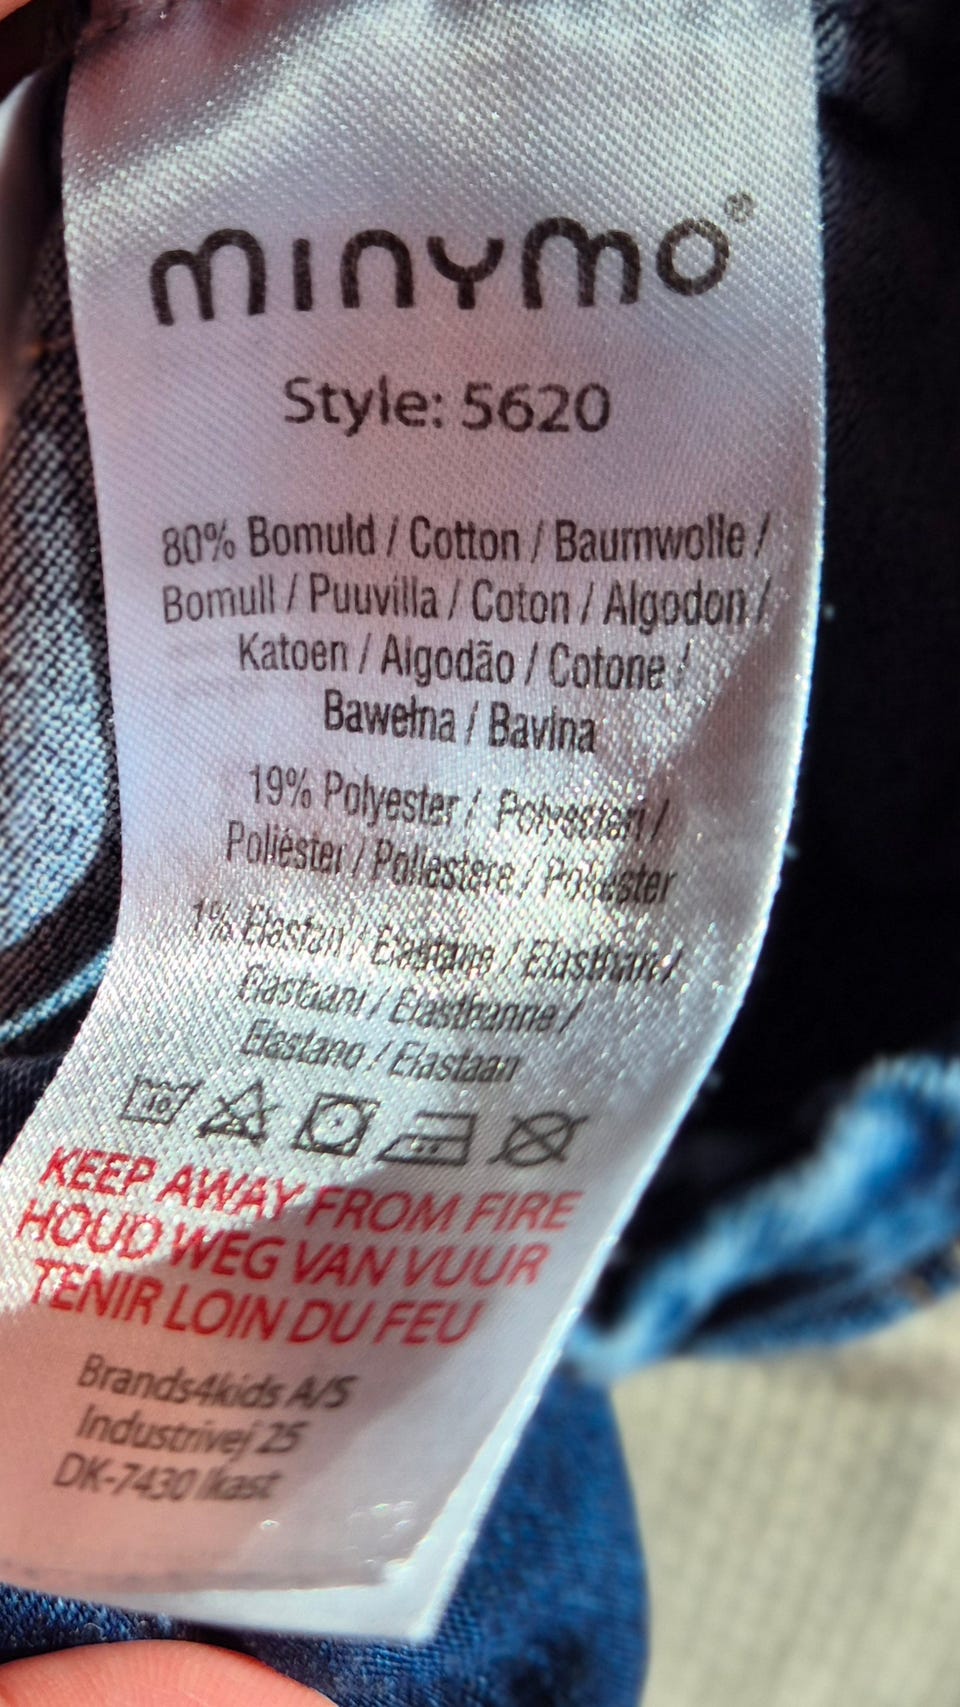 minymo®
Style: 5620
80% Bomuld / Cotton / Baumwolle /
Bomull / Puuvilla / Coton / Algodon /
Katoen / Algodão / Cotone /
Bawełna / Bavlna
19% Polyester / Polyesteri /
Poliéster / Poliestere / Poliester
1% Elastan / Elastane / Elasthan /
Elastaani / Elasthanne /
Elastano / Elastaan
KEEP AWAY FROM FIRE
HOUD WEG VAN VUUR
TENIR LOIN DU FEU
Brands4kids A/S
Industrivej 25
DK-7430 Ikast